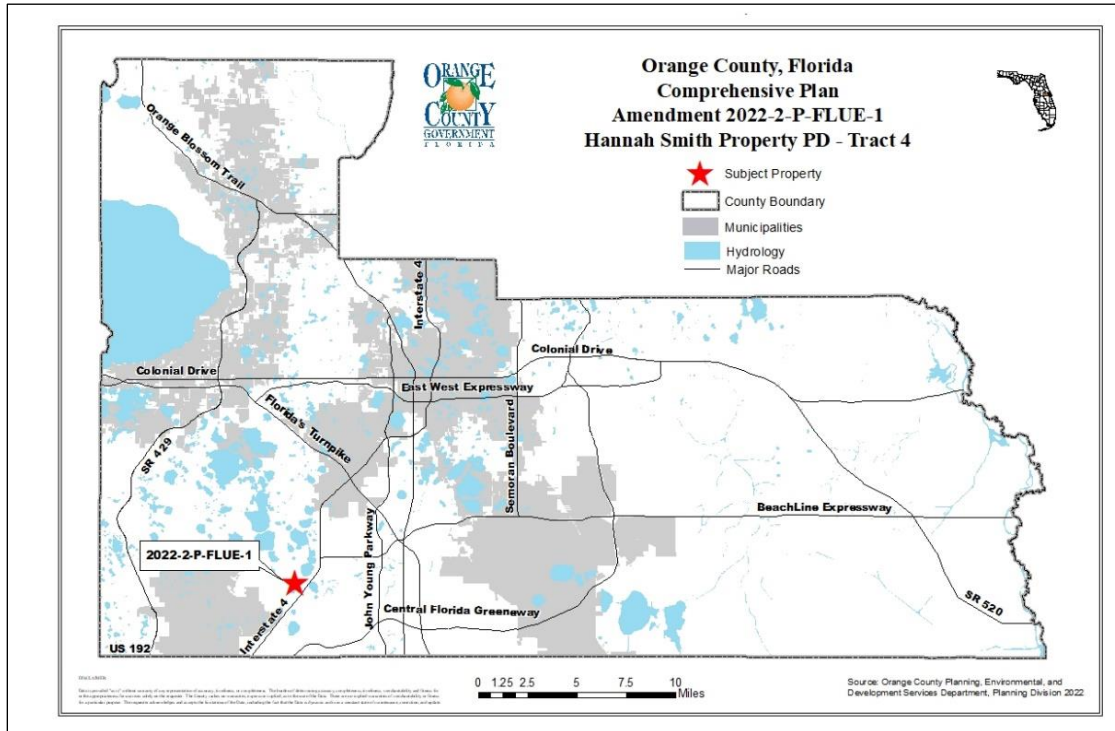 ORANGE
COUNTY
GOVERNMENT
FLORIDA
Orange County, Florida
Comprehensive Plan
Amendment 2022-2-P-FLUE-1
Hannah Smith Property PD - Tract 4
Subject Property
County Boundary
Municipalities
Hydrology
Major Roads
Orange Blossom Trail
Interstate 4
Colonial Drive
Colonial Drive
East West Expressway
Florida's Turnpike
SR 429
Semoran Boulevard
BeachLine Expressway
2022-2-P-FLUE-1
John Young Parkway
Interstate 4
Central Florida Greeneway
SR 520
US 192
0 1.25 2.5 5 7.5 10
Miles
Source: Orange County Planning, Environmental, and
Development Services Department, Planning Division 2022